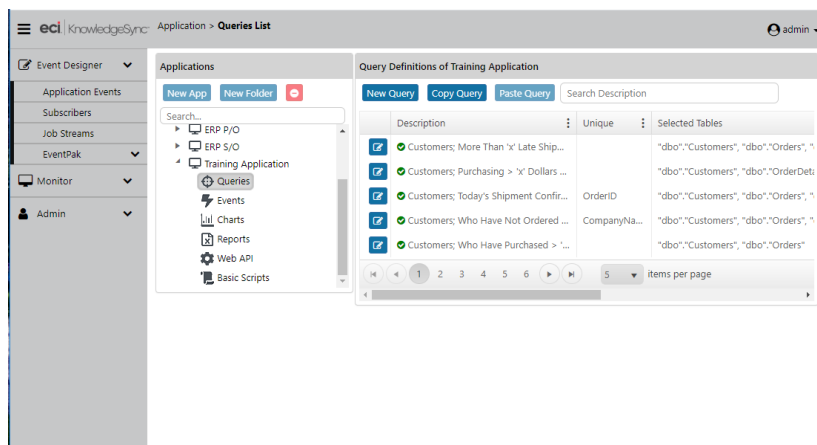 eci KnowledgeSync
Application > Queries List
admin
Event Designer
Application Events
Subscribers
Job Streams
EventPak
Monitor
Admin
Applications
New App New Folder
Search...
ERP P/O
ERP S/O
Training Application
Queries
Events
Charts
Reports
Web API
Basic Scripts
Query Definitions of Training Application
New Query Copy Query Paste Query Search Description
Description Unique Selected Tables
Customers; More Than 'x' Late Ship... "dbo"."Customers", "dbo"."Orders", "
Customers; Purchasing > 'x' Dollars ... "dbo"."Customers", "dbo"."OrderDeta
Customers; Today's Shipment Confir... OrderID "dbo"."Customers", "dbo"."Orders", "
Customers; Who Have Not Ordered ... CompanyNa... "dbo"."Customers", "dbo"."Orders", "
Customers; Who Have Purchased > '... "dbo"."Customers", "dbo"."Orders"
1 2 3 4 5 6 5 items per page